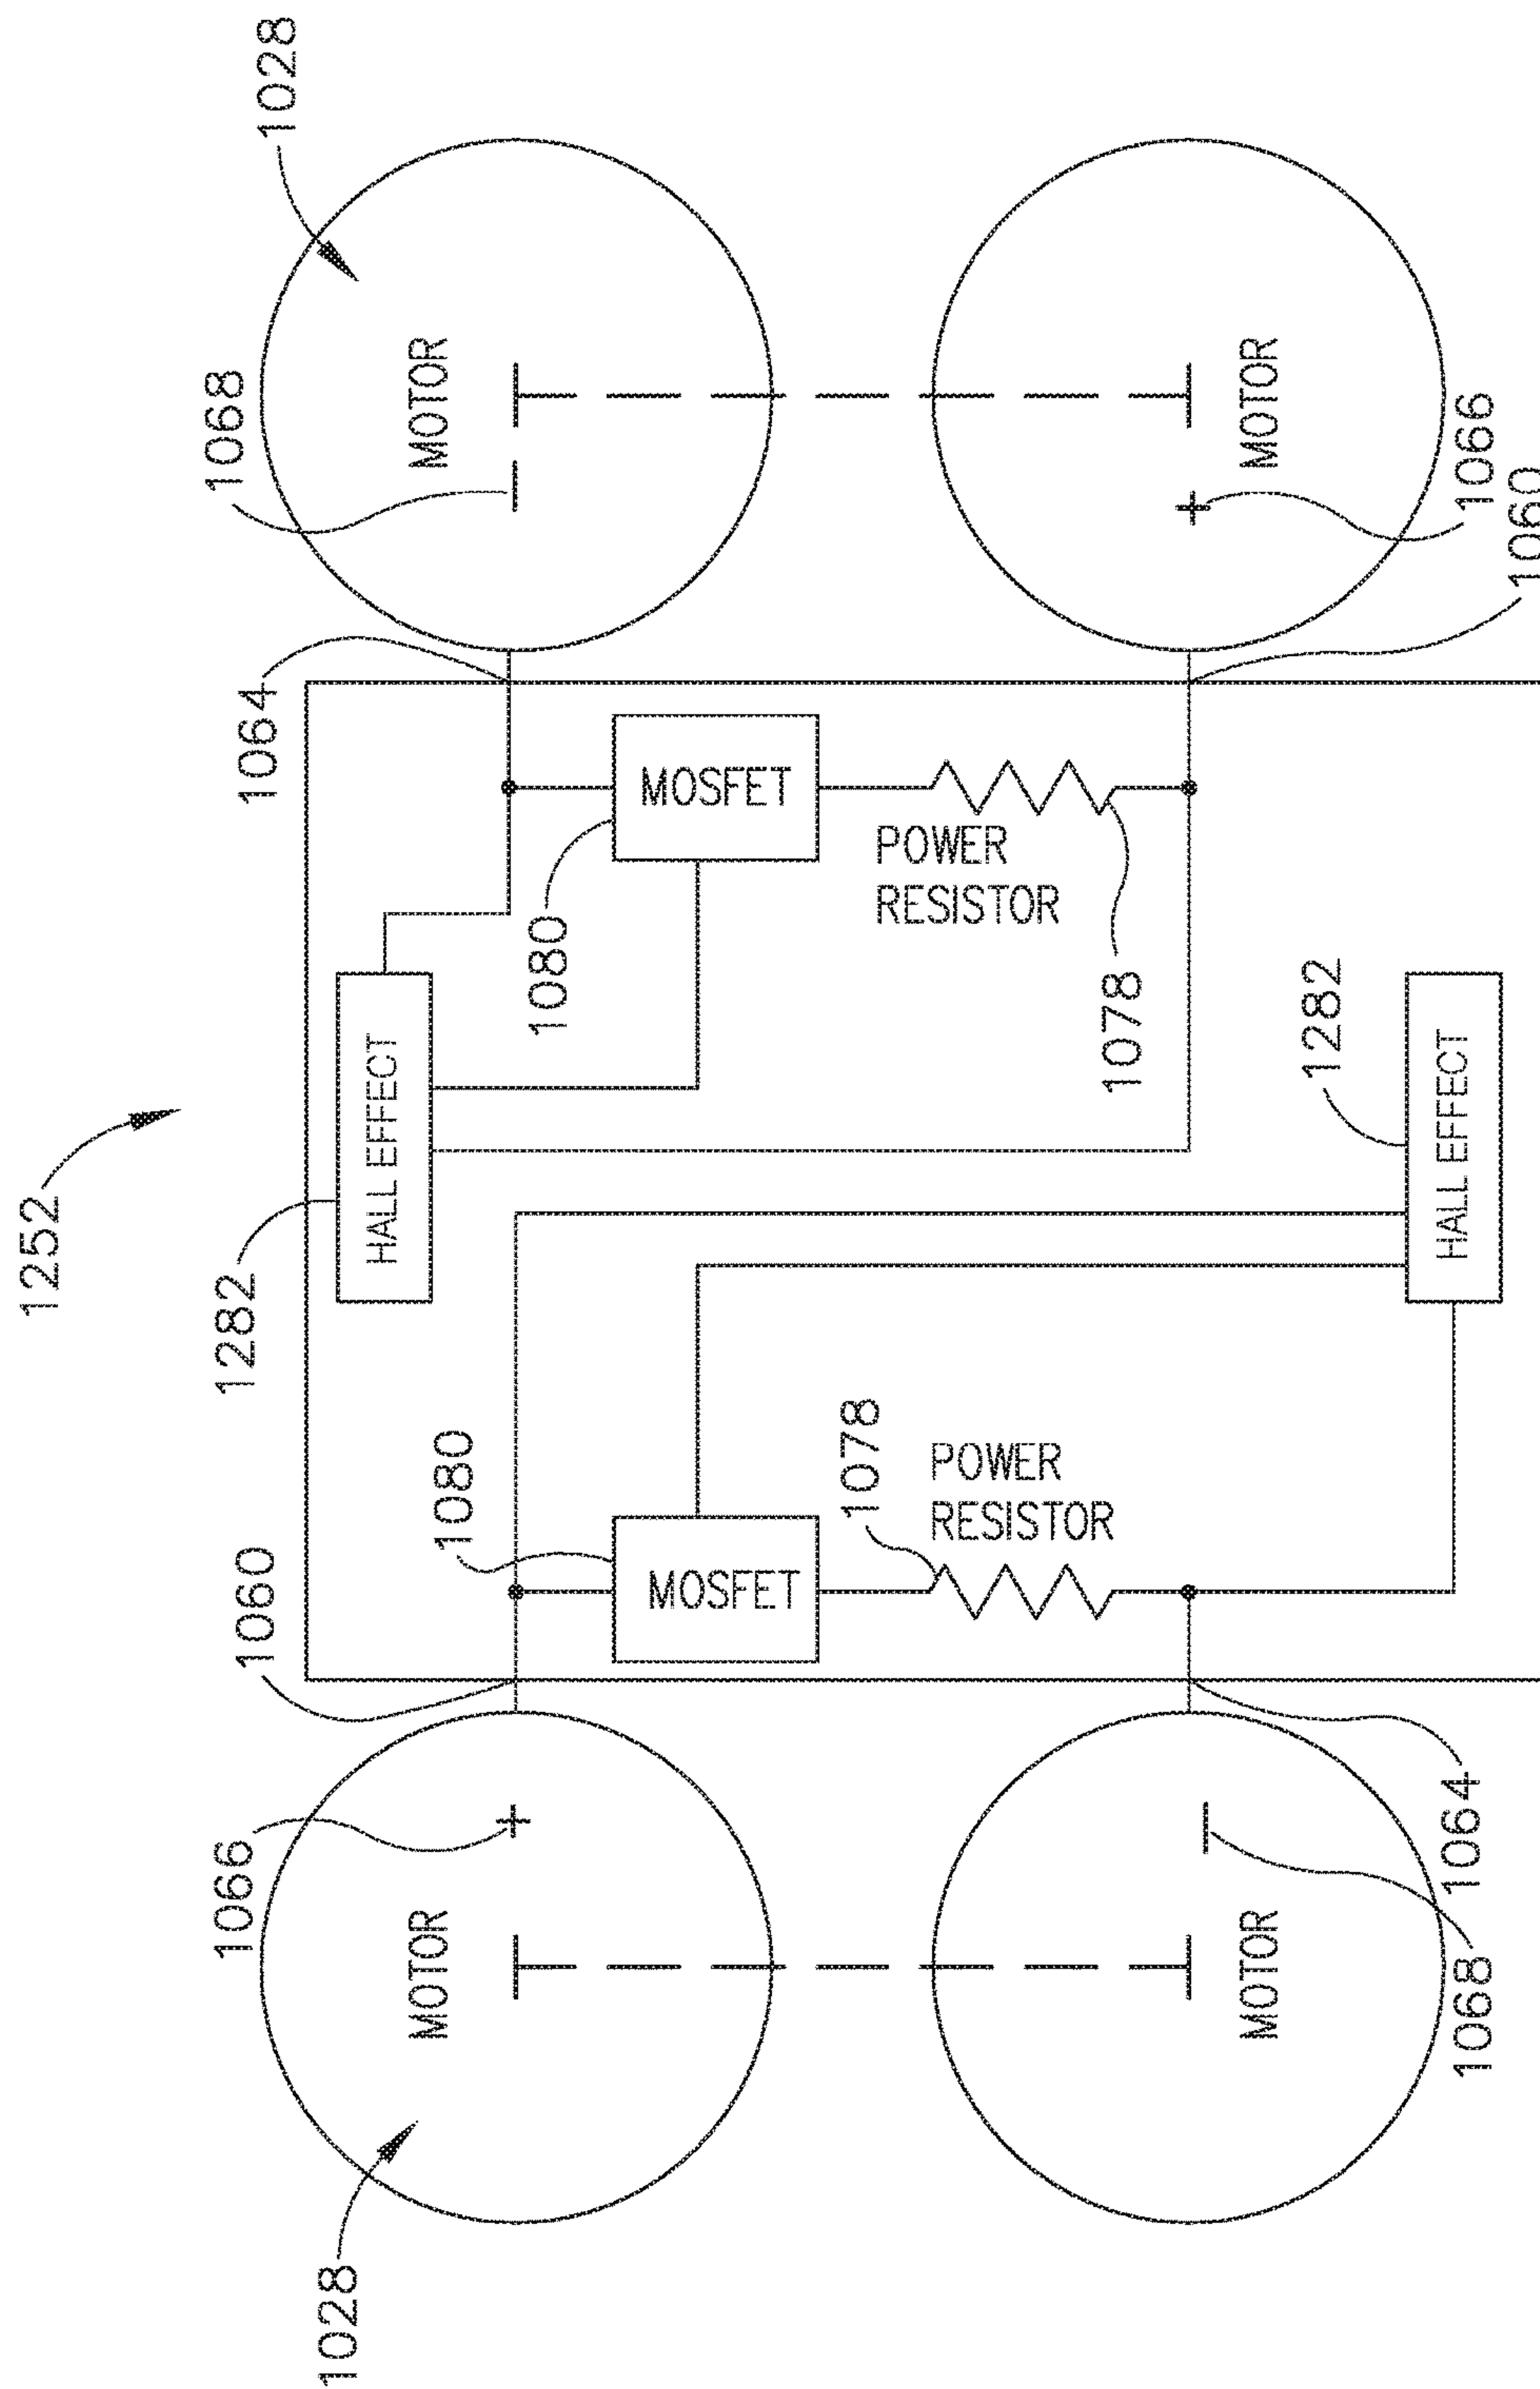 1252
1028
1068
MOTOR
1064
MOSFET
1080
POWER
RESISTOR
1078
HALL EFFECT
1282
MOTOR
+
1066
1060
1282
HALL EFFECT
1060
1080
MOSFET
1078
POWER
RESISTOR
1066
+
MOTOR
1028
1064
1068
MOTOR